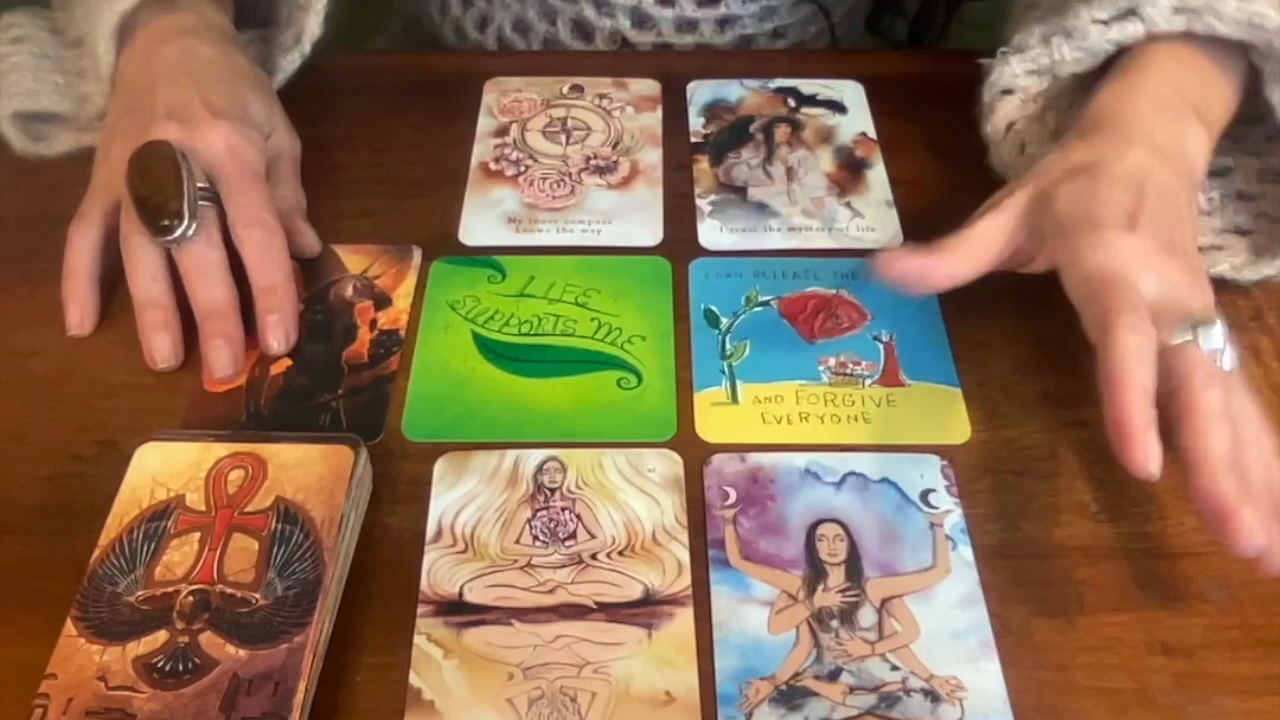 My inner compass
knows the way
I trust the mystery of life
LIFE
SUPPORTS ME
I CAN RELEASE THE
AND FORGIVE
EVERYONE